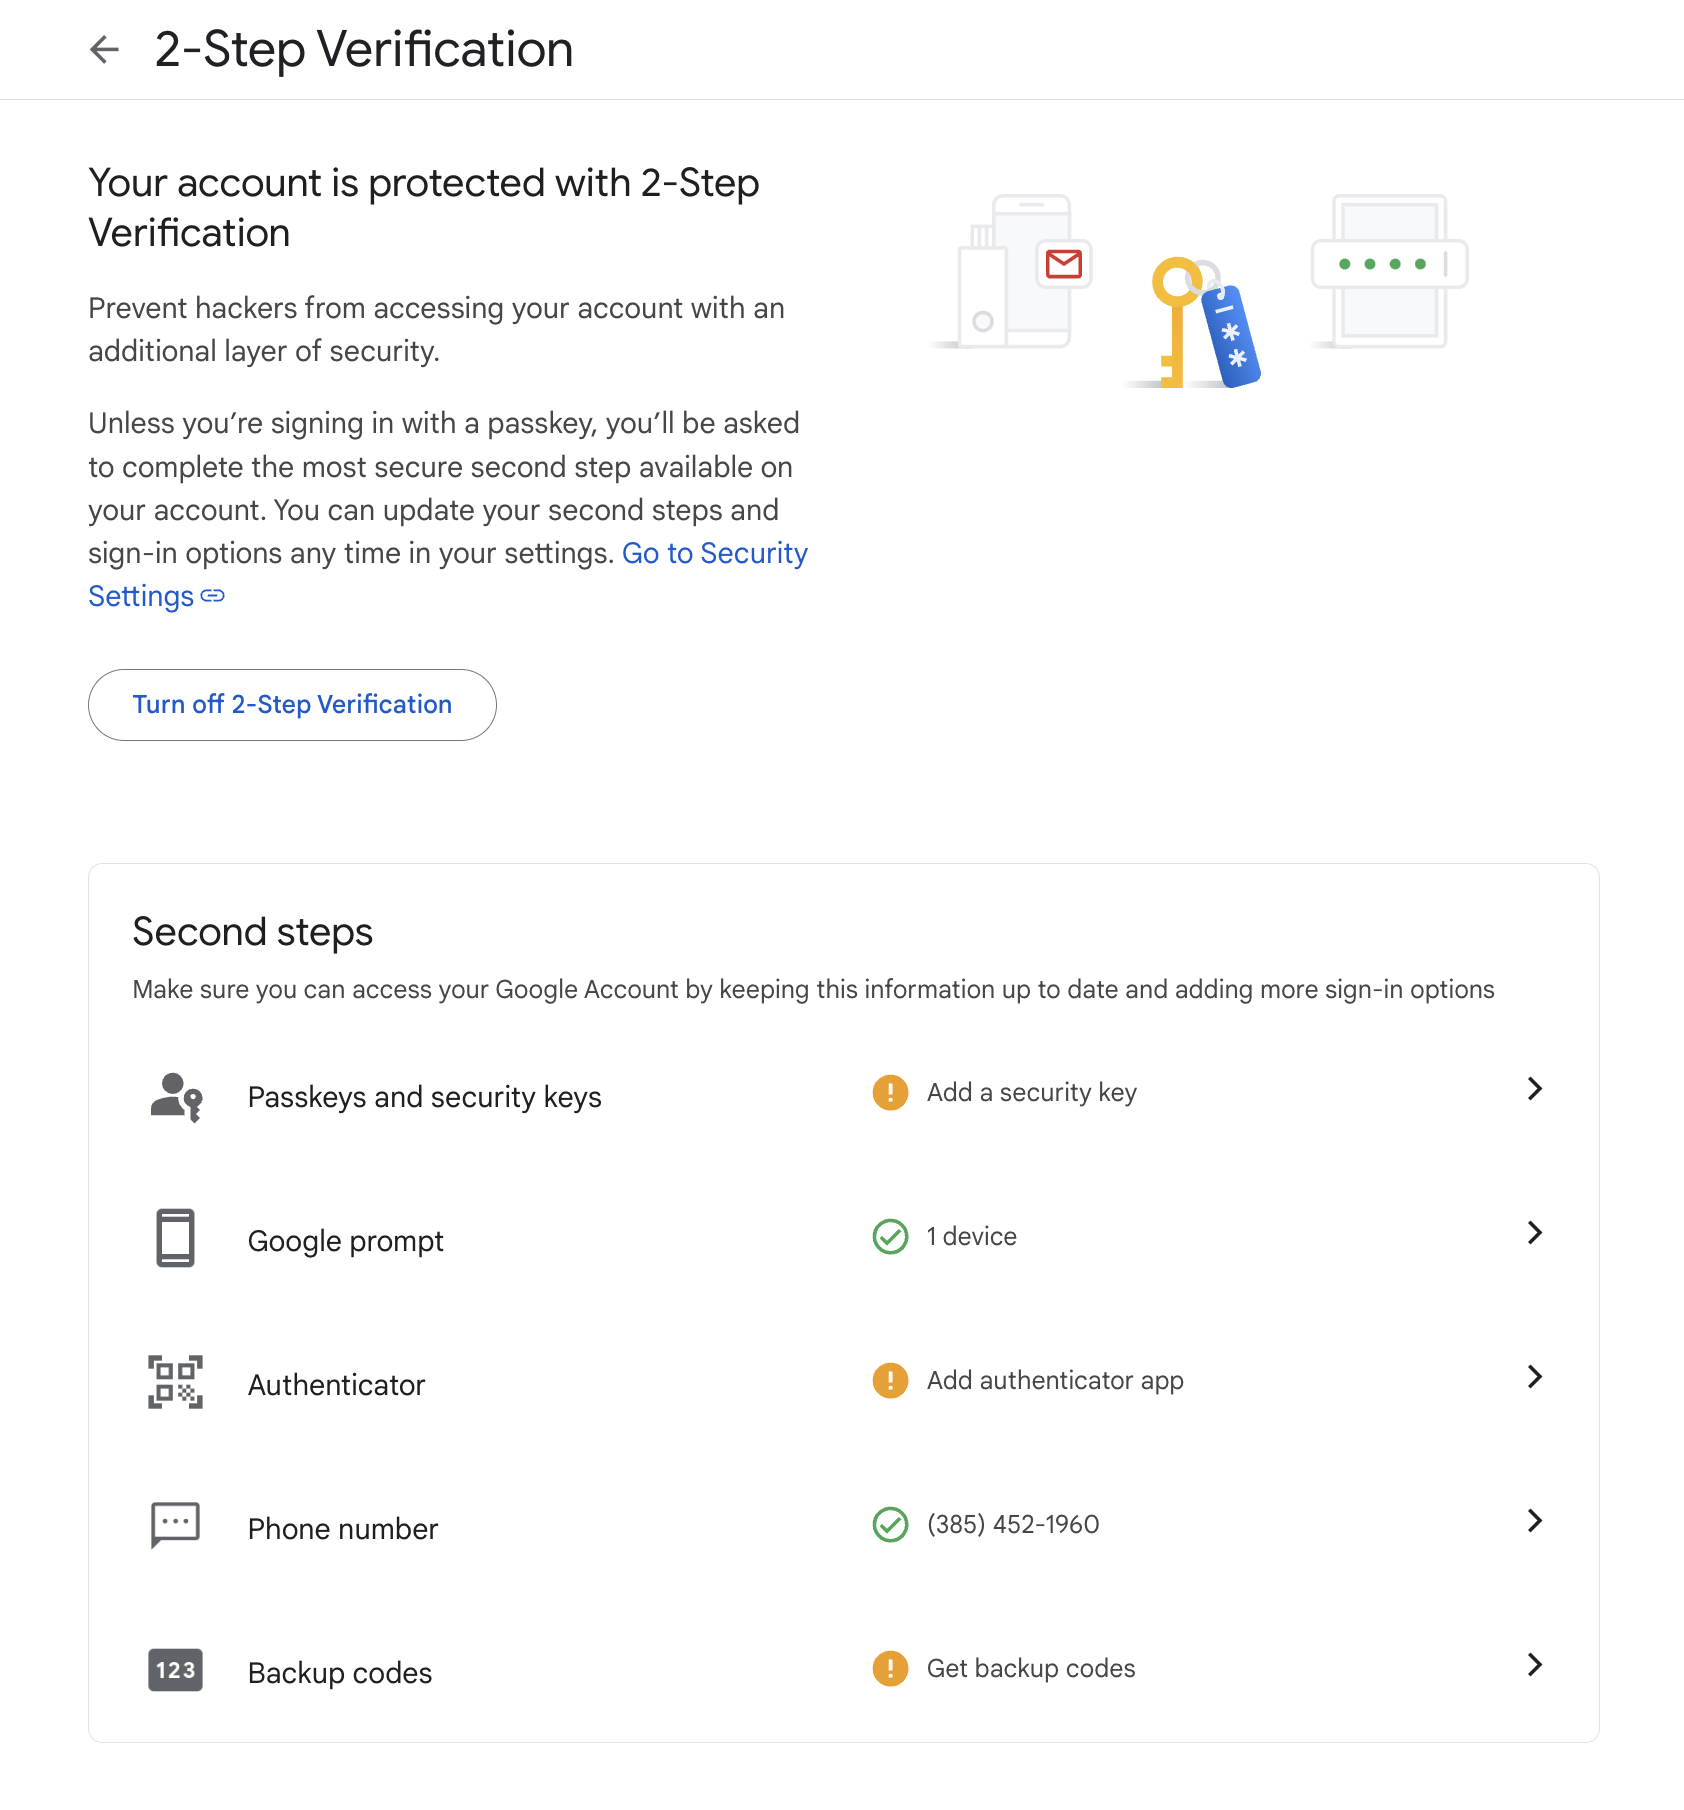 2-Step Verification
Your account is protected with 2-Step
Verification
Prevent hackers from accessing your account with an
additional layer of security.
Unless you’re signing in with a passkey, you’ll be asked
to complete the most secure second step available on
your account. You can update your second steps and
sign-in options any time in your settings. Go to Security
Settings
Turn off 2-Step Verification
Second steps
Make sure you can access your Google Account by keeping this information up to date and adding more sign-in options
Passkeys and security keys
Add a security key
Google prompt
1 device
Authenticator
Add authenticator app
Phone number
(385) 452-1960
123
Backup codes
Get backup codes